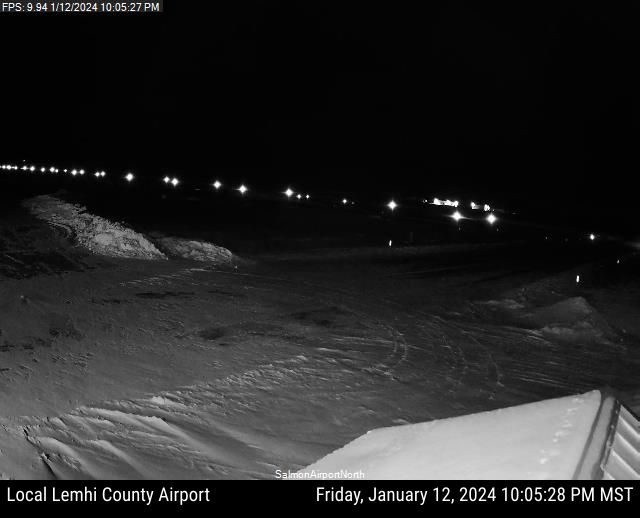 FPS: 9.94 1/12/2024 10:05:27 PM
SalmonAirportNorth
Local Lemhi County Airport Friday, January 12, 2024 10:05:28 PM MST